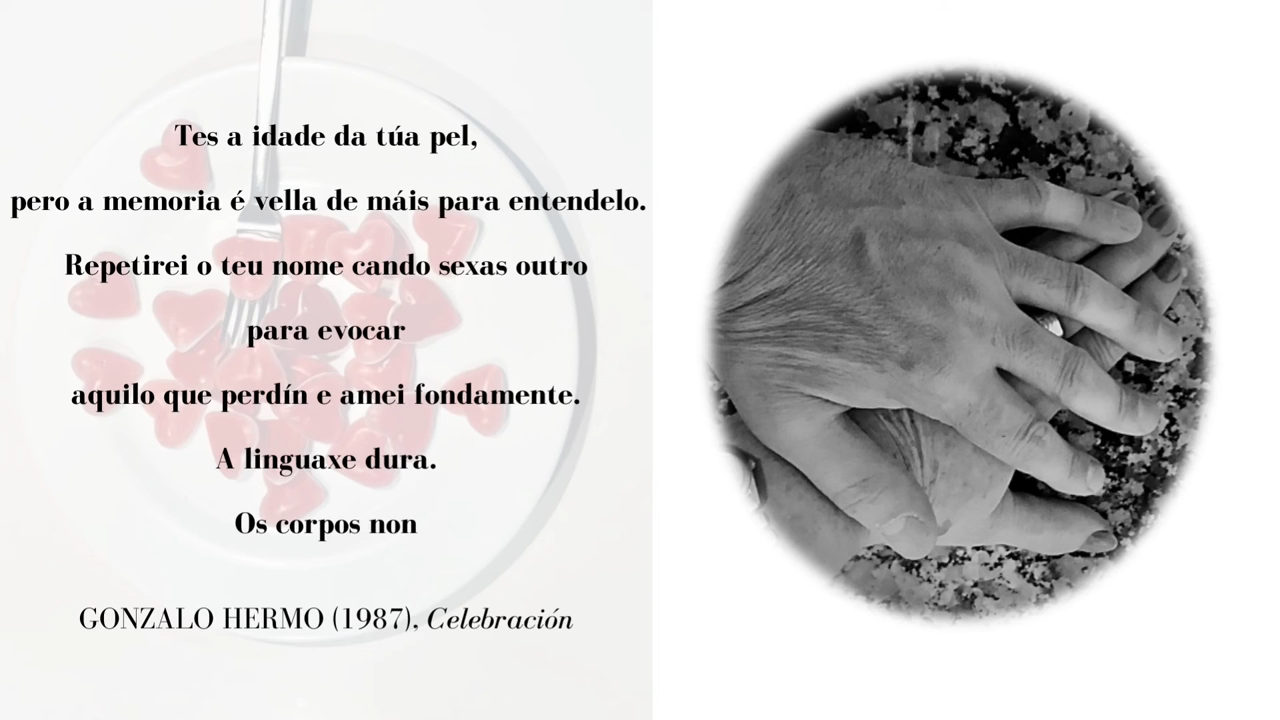 Tes a idade da túa pel,
pero a memoria é vella de máis para entendelo.
Repetirei o teu nome cando sexas outro
para evocar
aquilo que perdín e amei fondamente.
A linguaxe dura.
Os corpos non
GONZALO HERMO (1987), Celebración